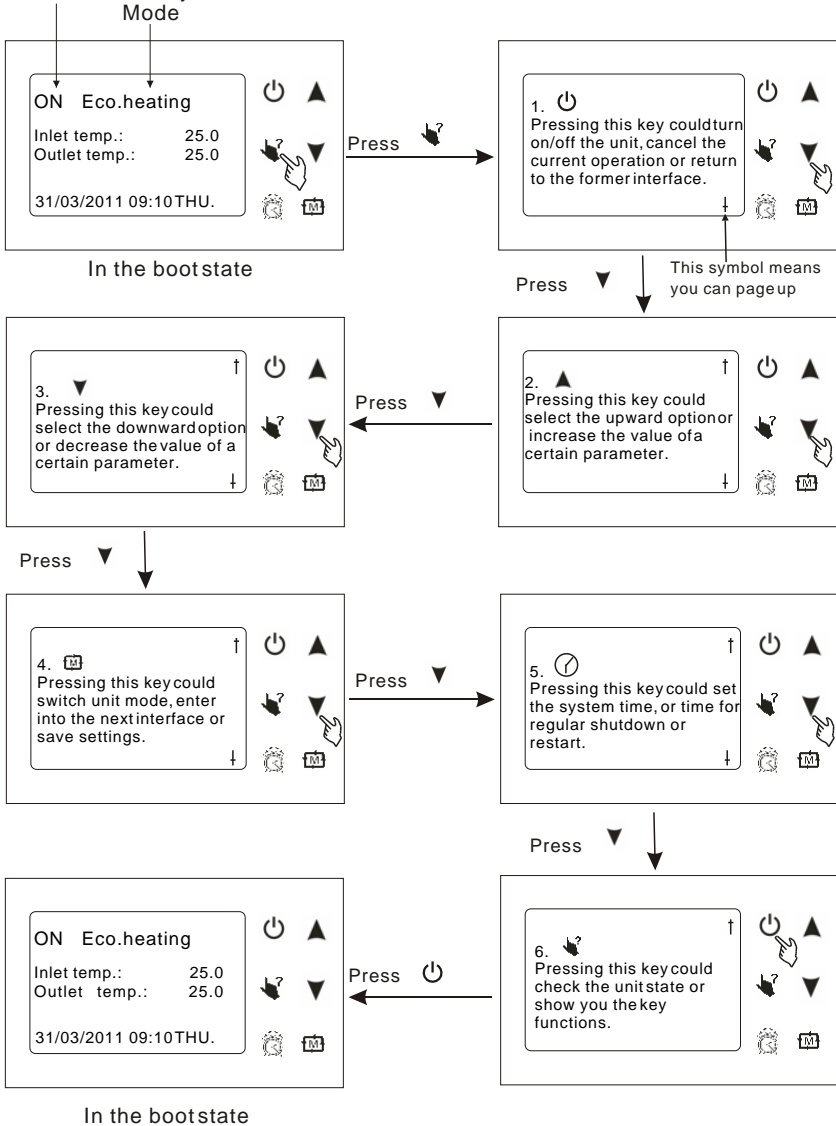 Mode
ON Eco.heating
Inlet temp.: 25.0
Outlet temp.: 25.0
31/03/2011 09:10 THU.
In the boot state
Press ?
1.
Pressing this key could turn
on/off the unit, cancel the
current operation or return
to the former interface.
This symbol means
you can page up
Press ▼
2. ▲
Pressing this key could
select the upward option or
increase the value of a
certain parameter.
Press ▼
3. ▼
Pressing this key could
select the downward option
or decrease the value of a
certain parameter.
Press ▼
4. M
Pressing this key could
switch unit mode, enter
into the next interface or
save settings.
Press ▼
5.
Pressing this key could set
the system time, or time for
regular shutdown or
restart.
Press ▼
6. ?
Pressing this key could
check the unit state or
show you the key
functions.
Press
ON Eco.heating
Inlet temp.: 25.0
Outlet temp.: 25.0
31/03/2011 09:10 THU.
In the boot state